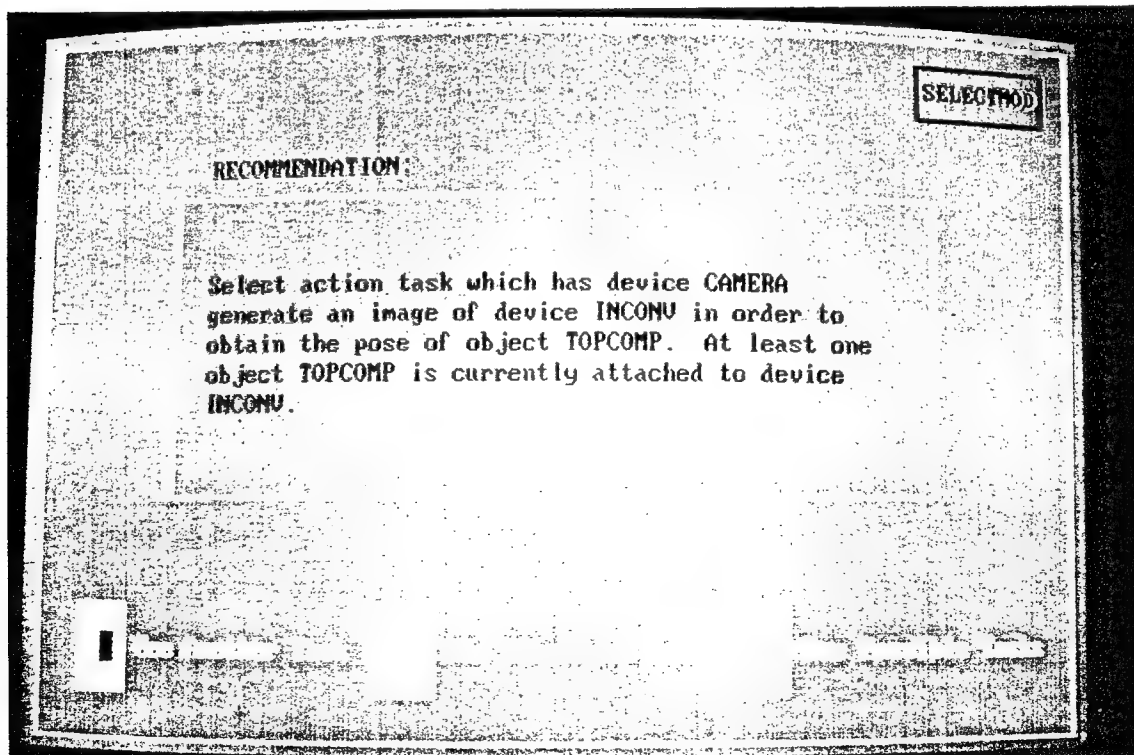 SELECTMOD
RECOMMENDATION:
Select action task which has device CAMERA
generate an image of device INCONV in order to
obtain the pose of object TOPCOMP. At least one
object TOPCOMP is currently attached to device
INCONV.